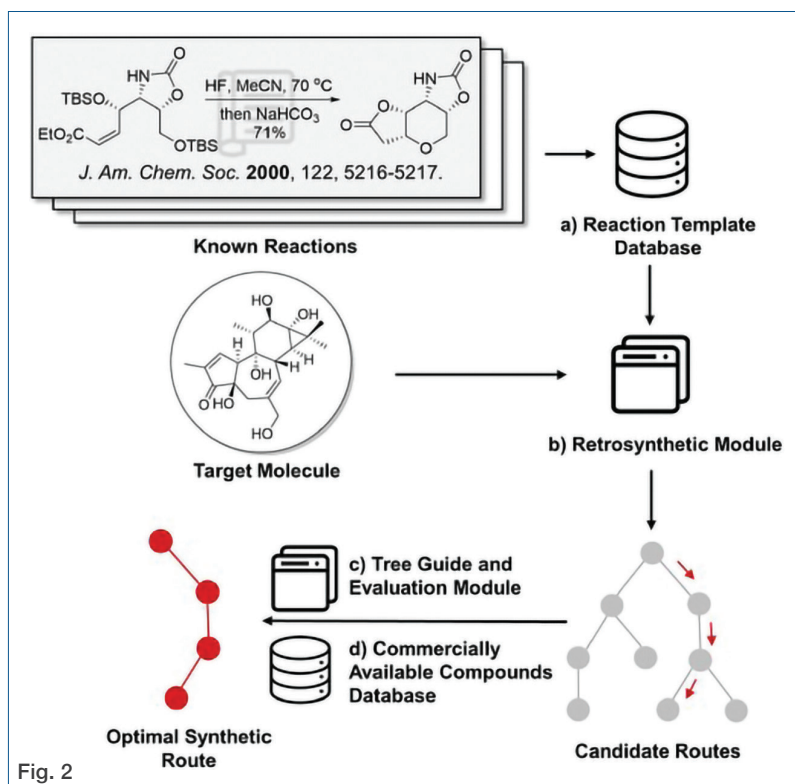 HN
O
O
TBSO
EtO₂C
OTBS
HF, MeCN, 70 ºC
then NaHCO₃
71%
HN
O
O
O
O
O
J. Am. Chem. Soc. 2000, 122, 5216-5217.
Known Reactions
a) Reaction Template
Database
HO
OH
H
H
H
OH
O
HO
HO
Target Molecule
b) Retrosynthetic Module
c) Tree Guide and
Evaluation Module
d) Commercially
Available Compounds
Database
Optimal Synthetic
Route
Candidate Routes
Fig. 2